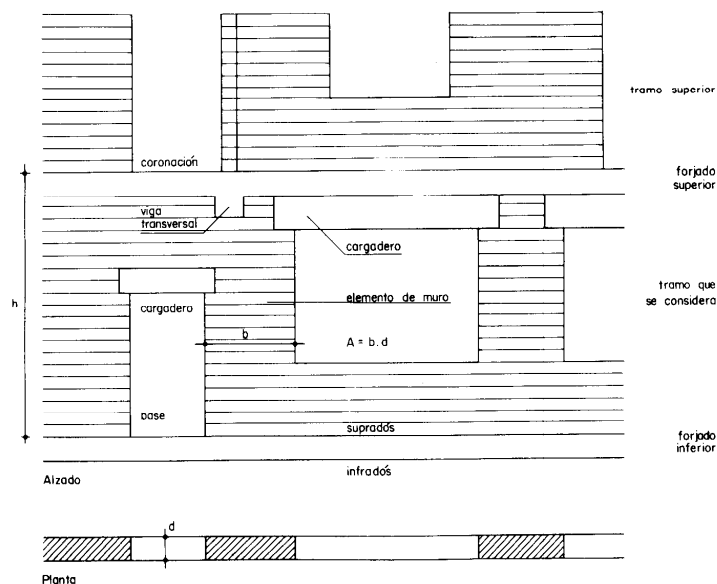 tramo superior
coronación
forjado
superior
viga
transversal
cargadero
tramo que
se considera
h
cargadero
elemento de muro
b
A = b.d
base
supradós
forjado
inferior
infradós
Alzado
d
Planta